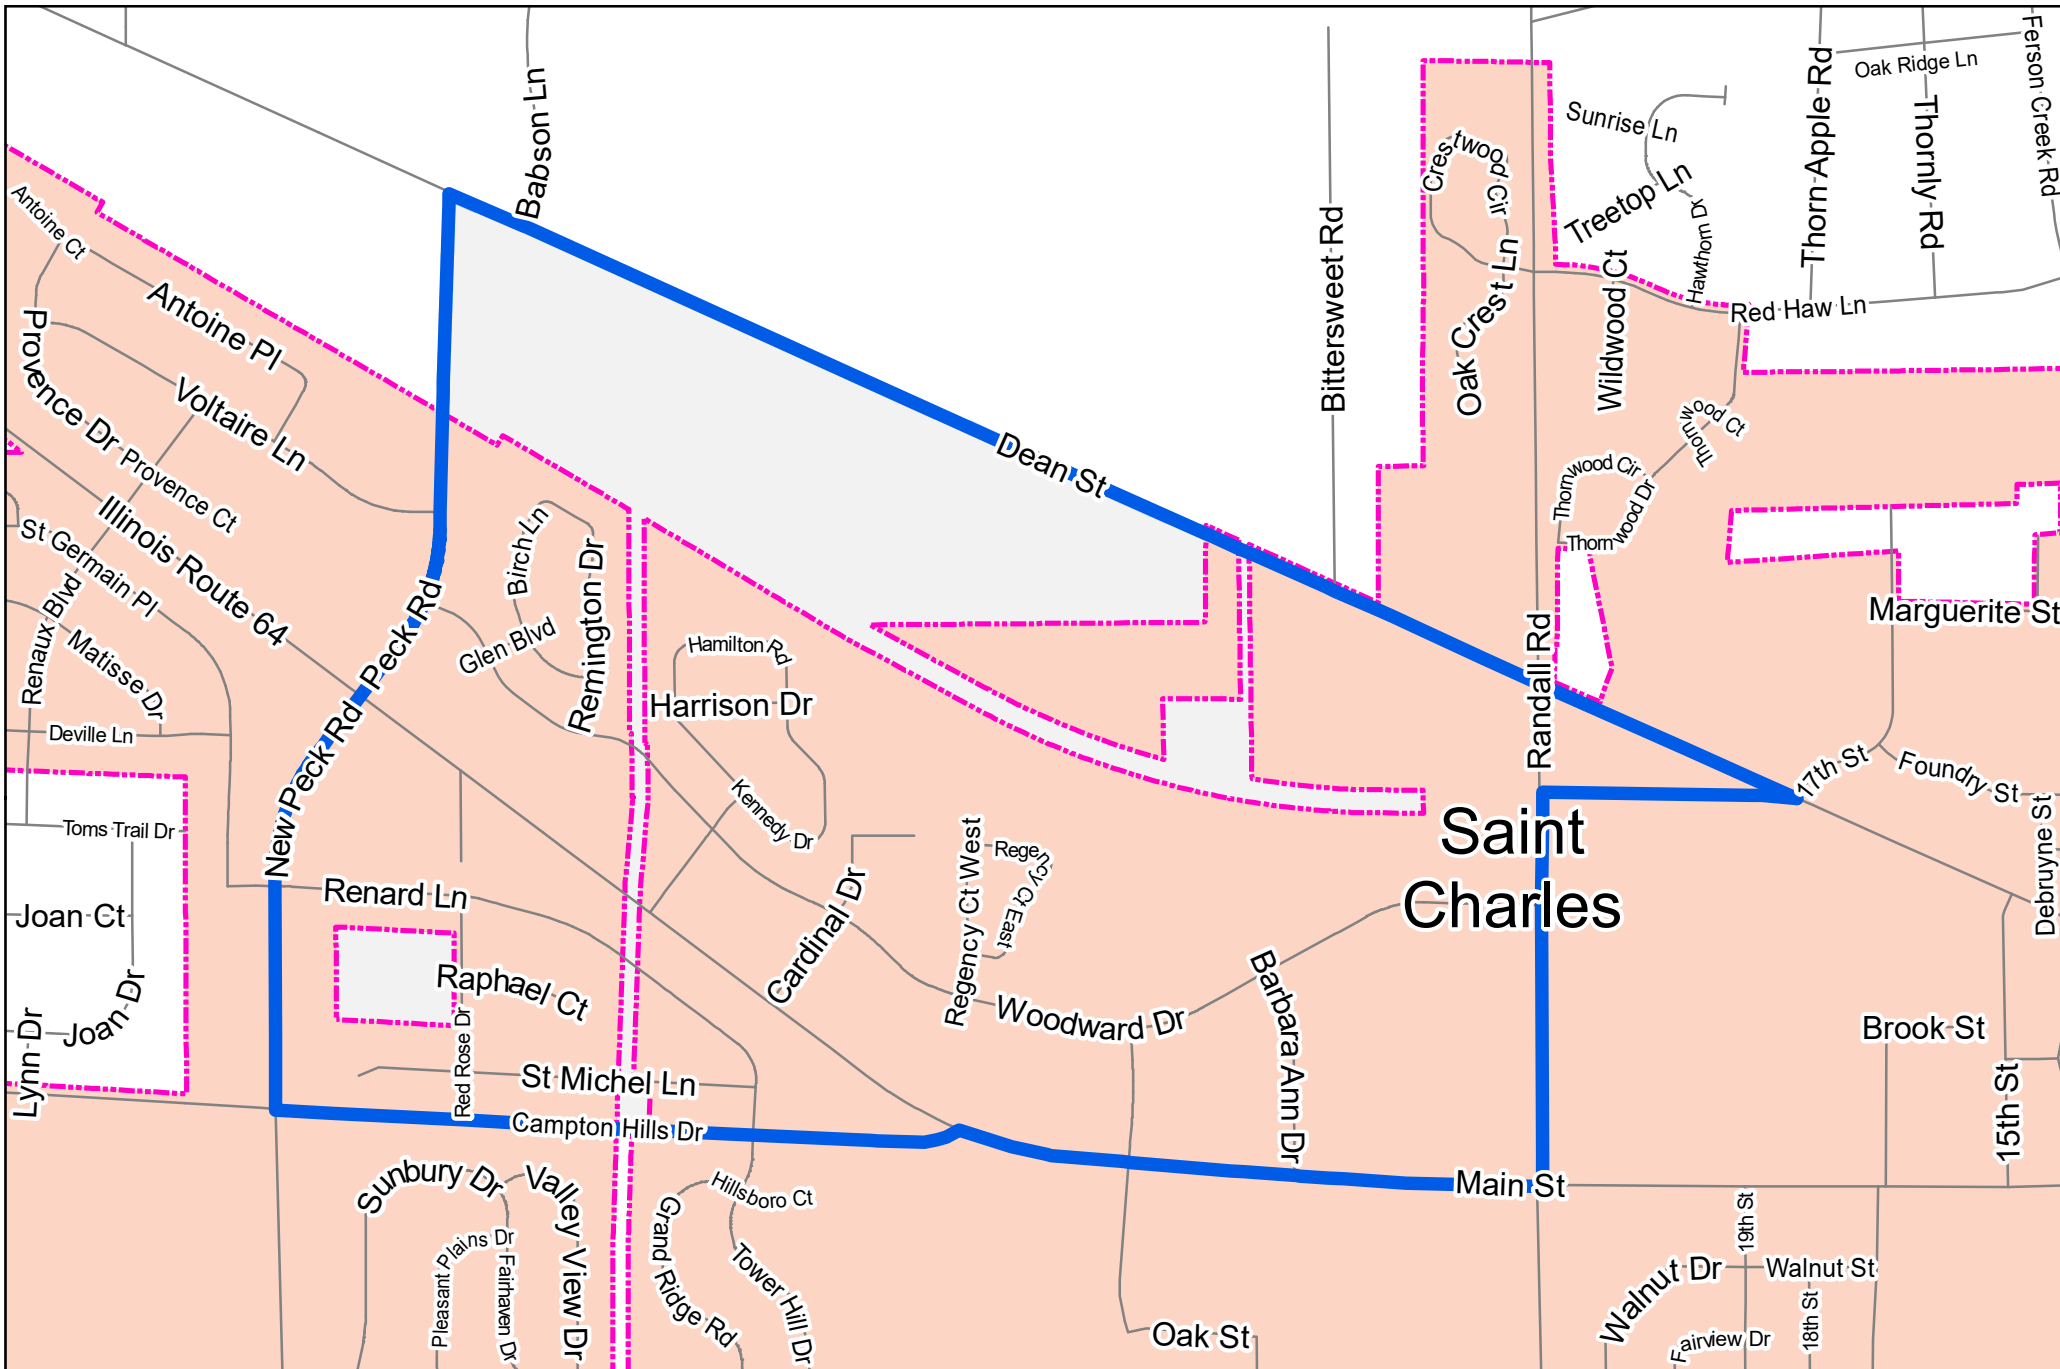 Babson Ln
Bittersweet Rd
Crestwood Cir
Oak Crest Ln
Sunrise Ln
Treetop Ln
Hawthorn Dr
Wildwood Ct
Thorn Apple Rd
Oak Ridge Ln
Thornly Rd
Ferson Creek Rd
Red Haw Ln
Antoine Ct
Antoine Pl
Provence Dr
Voltaire Ln
Provence Ct
Illinois Route 64
St Germain Pl
Renaux Blvd
Matisse Dr
Deville Ln
Toms Trail Dr
Joan Ct
Joan Dr
Lynn Dr
Dean St
Birch Ln
Remington Dr
Glen Blvd
Peck Rd
New Peck Rd
Hamilton Rd
Harrison Dr
Kennedy Dr
Thornwood Ct
Thornwood Cir
Thornwood Dr
Thorn
Randall Rd
Marguerite St
17th St
Foundry St
Debruyne St
Saint
Charles
Renard Ln
Raphael Ct
Red Rose Dr
St Michel Ln
Campton Hills Dr
Cardinal Dr
Regency Ct West
Regency Ct East
Woodward Dr
Barbara Ann Dr
Brook St
15th St
Main St
Sunbury Dr
Valley View Dr
Pleasant Plains Dr
Fairhaven Dr
Hillsboro Ct
Grand Ridge Rd
Tower Hill Dr
Oak St
19th St
Walnut Dr
Walnut St
18th St
Fairview Dr